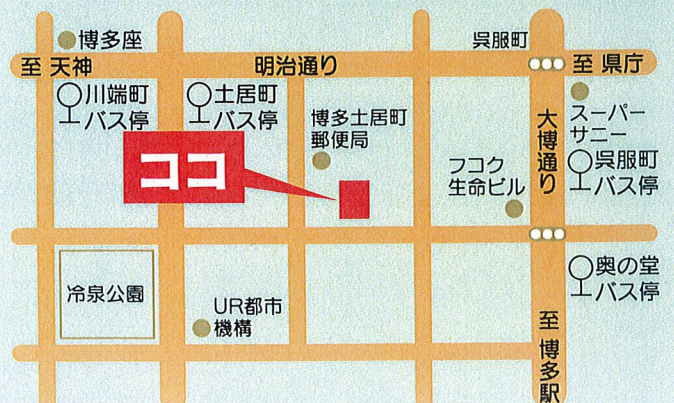 博多座
至 天神
明治通り
呉服町
至 県庁
川端町
バス停
土居町
バス停
博多土居町
郵便局
大博通り
スーパー
サニー
呉服町
バス停
ココ
フコク
生命ビル
冷泉公園
UR都市
機構
奥の堂
バス停
至 博多駅